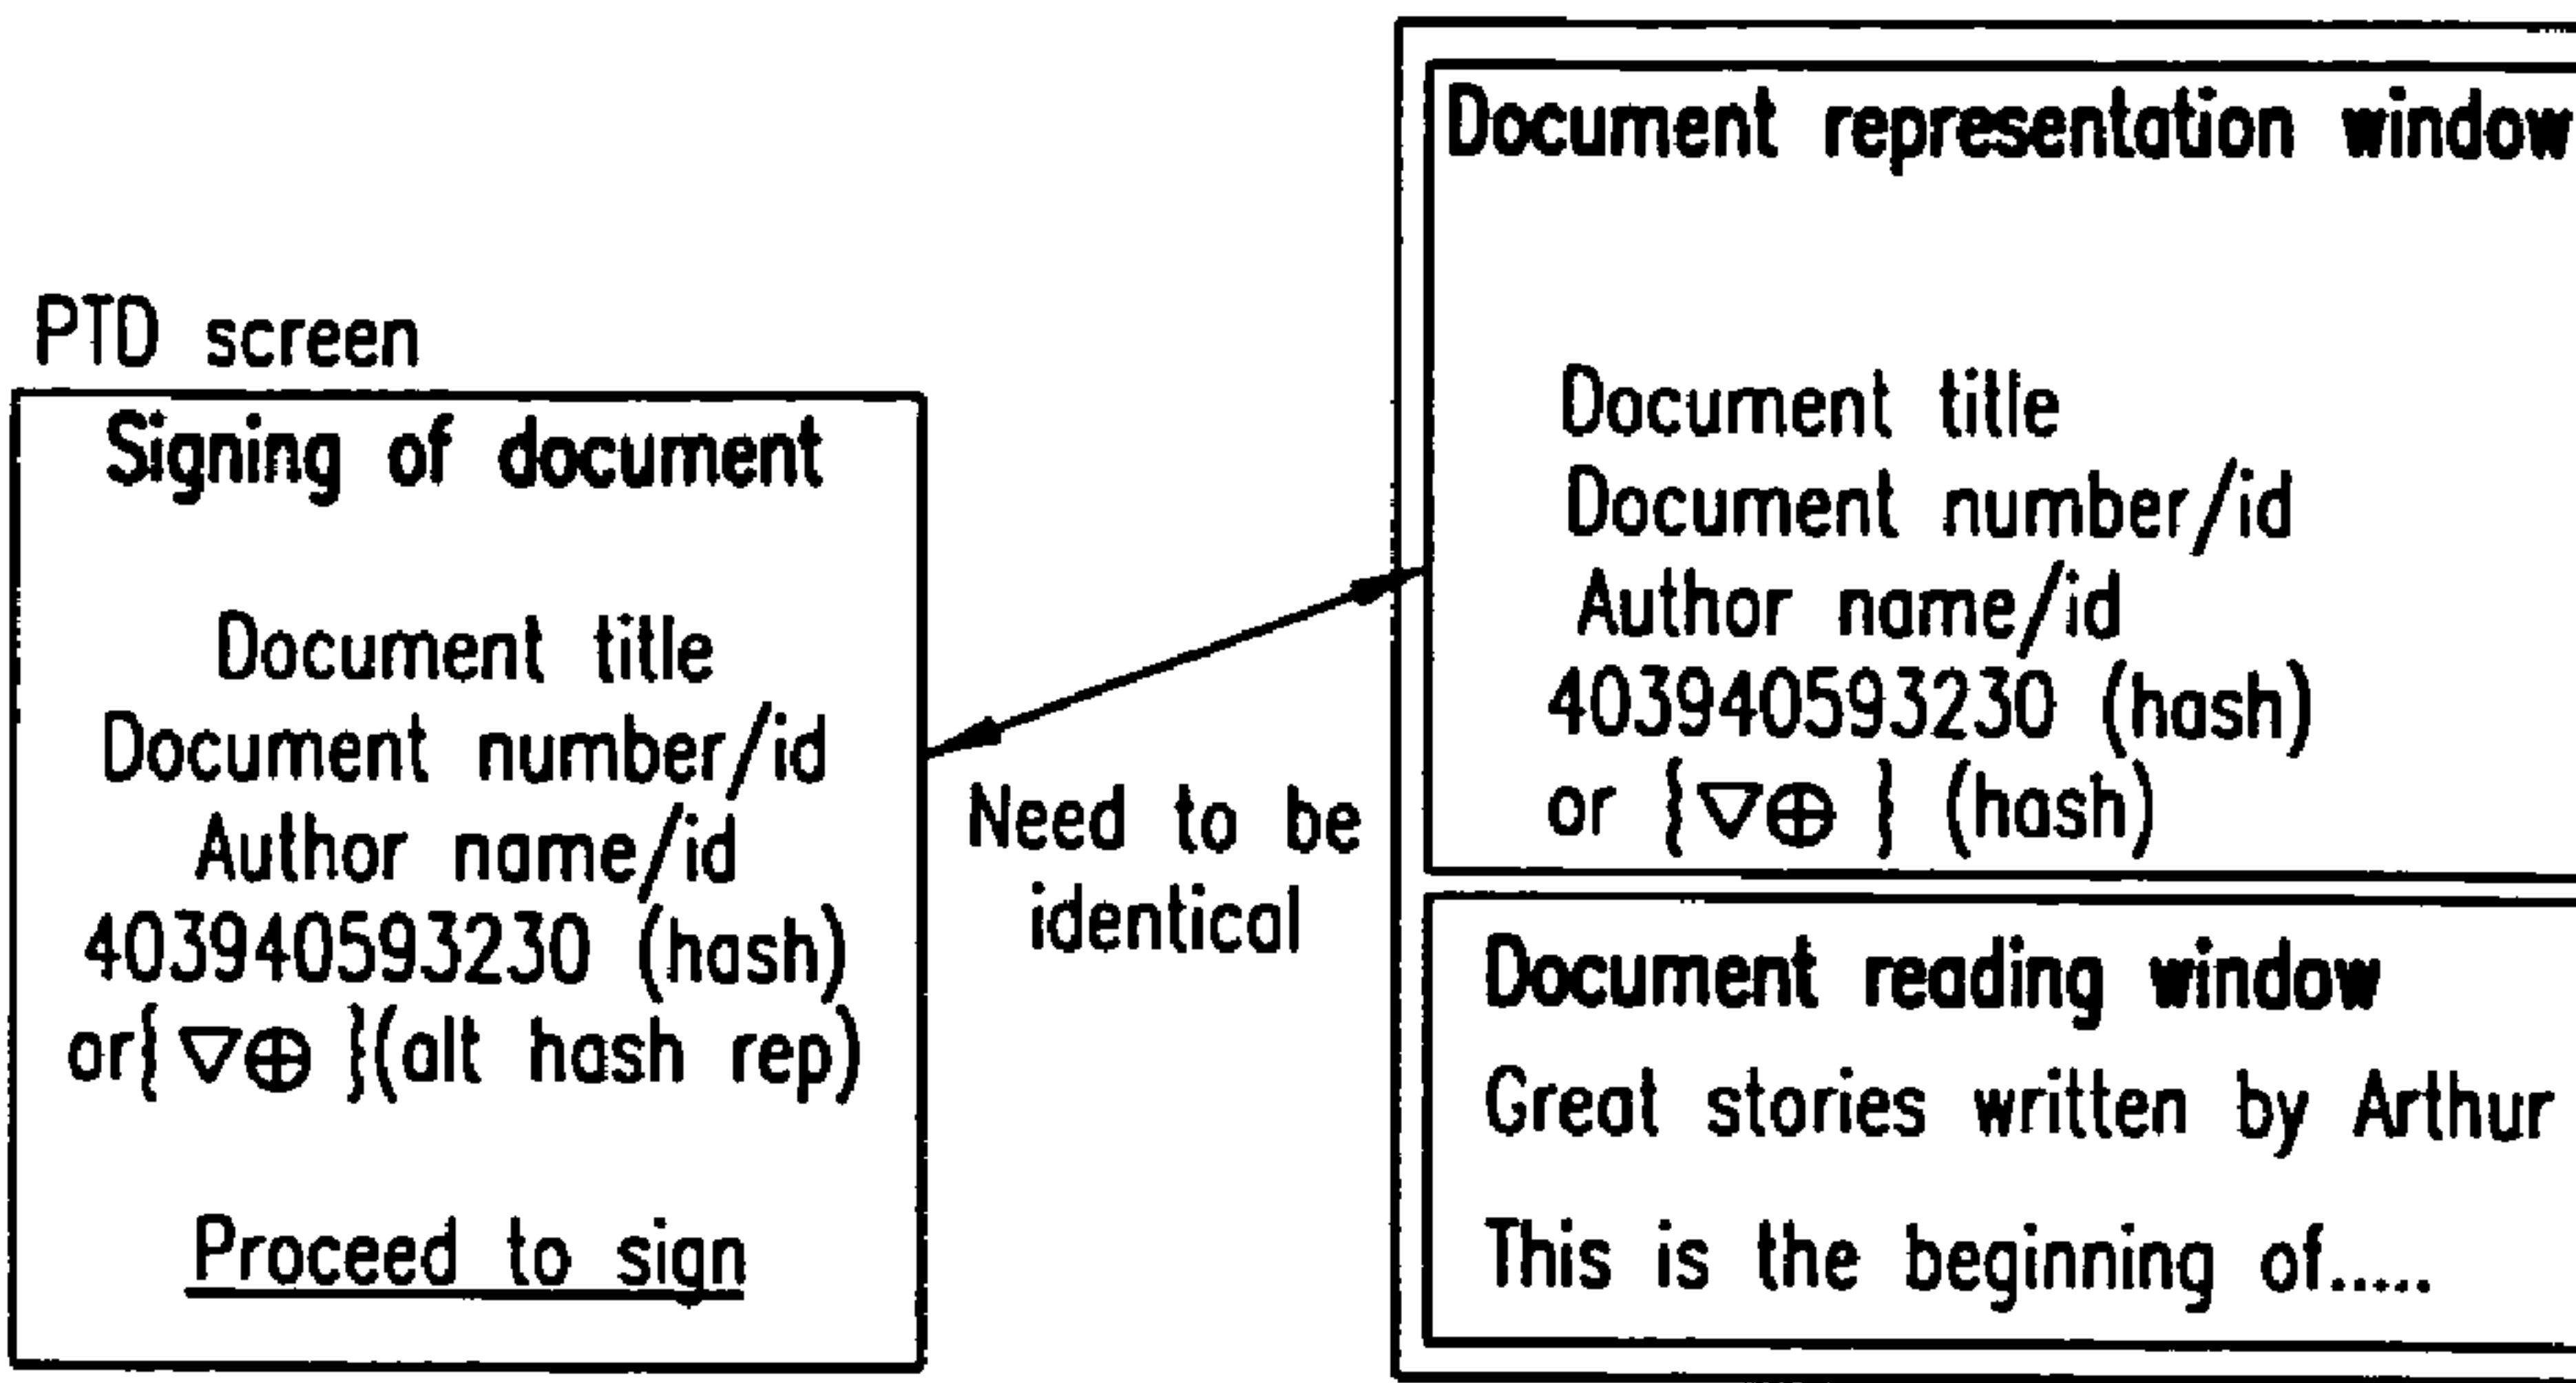 PTD screen
Signing of document
Document title
Document number/id
Author name/id
403940593230 (hash)
or{ ▽⊕ }(alt hash rep)
Proceed to sign
Need to be
identical
Document representation window
Document title
Document number/id
Author name/id
403940593230 (hash)
or {▽⊕ } (hash)
Document reading window
Great stories written by Arthur
This is the beginning of.....